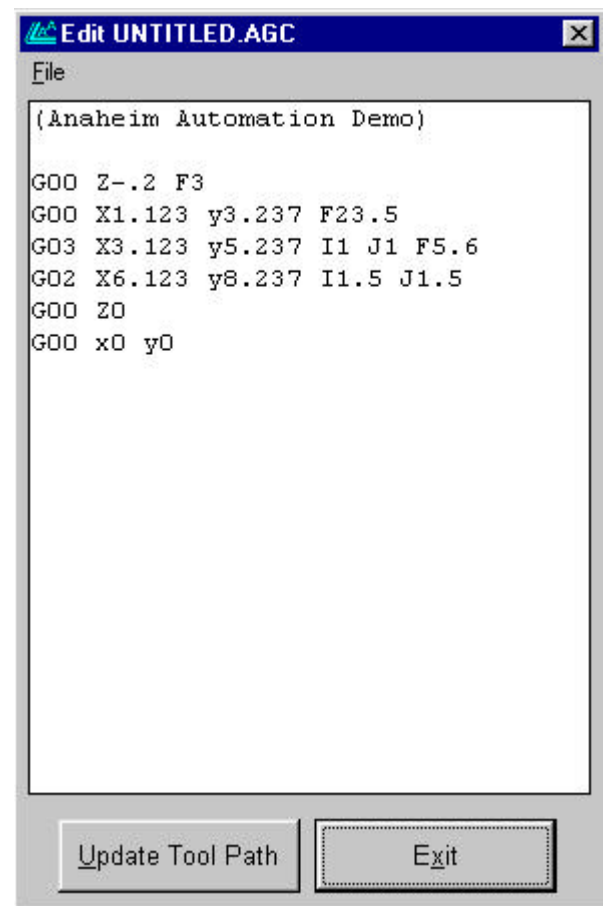 Edit UNTITLED.AGC
File
(Anaheim Automation Demo)
G00 Z-.2 F3
G00 X1.123 y3.237 F23.5
G03 X3.123 y5.237 I1 J1 F5.6
G02 X6.123 y8.237 I1.5 J1.5
G00 Z0
G00 x0 y0
Update Tool Path
Exit